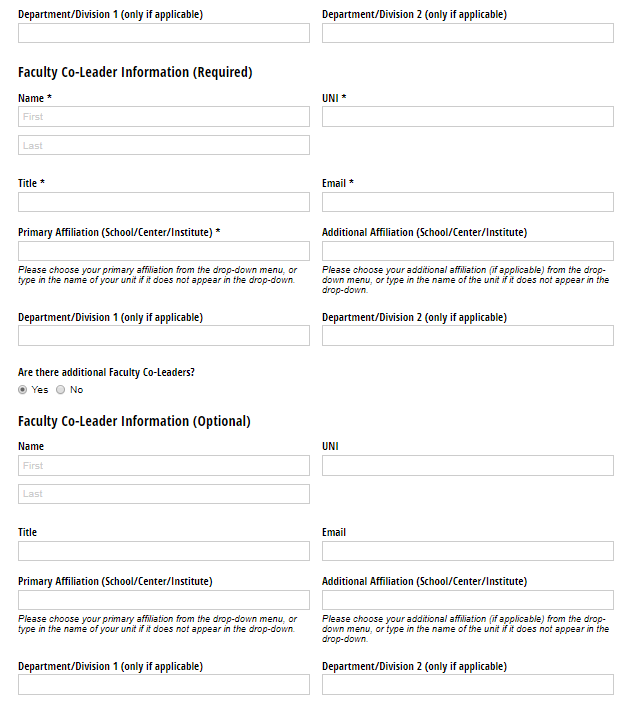 Department/Division 1 (only if applicable) Department/Division 2 (only if applicable)
Faculty Co-Leader Information (Required)
Name * UNI *
First
Last
Title * Email *
Primary Affiliation (School/Center/Institute) * Additional Affiliation (School/Center/Institute)
Please choose your primary affiliation from the drop-down menu, or
type in the name of your unit if it does not appear in the drop-down.
Please choose your additional affiliation (if applicable) from the drop-
down menu, or type in the name of the unit if it does not appear in the
drop-down.
Department/Division 1 (only if applicable) Department/Division 2 (only if applicable)
Are there additional Faculty Co-Leaders?
Yes No
Faculty Co-Leader Information (Optional)
Name UNI
First
Last
Title Email
Primary Affiliation (School/Center/Institute) Additional Affiliation (School/Center/Institute)
Please choose your primary affiliation from the drop-down menu, or
type in the name of your unit if it does not appear in the drop-down.
Please choose your additional affiliation (if applicable) from the drop-
down menu, or type in the name of the unit if it does not appear in the
drop-down.
Department/Division 1 (only if applicable) Department/Division 2 (only if applicable)